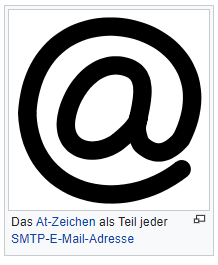 @
Das At-Zeichen als Teil jeder
SMTP-E-Mail-Adresse